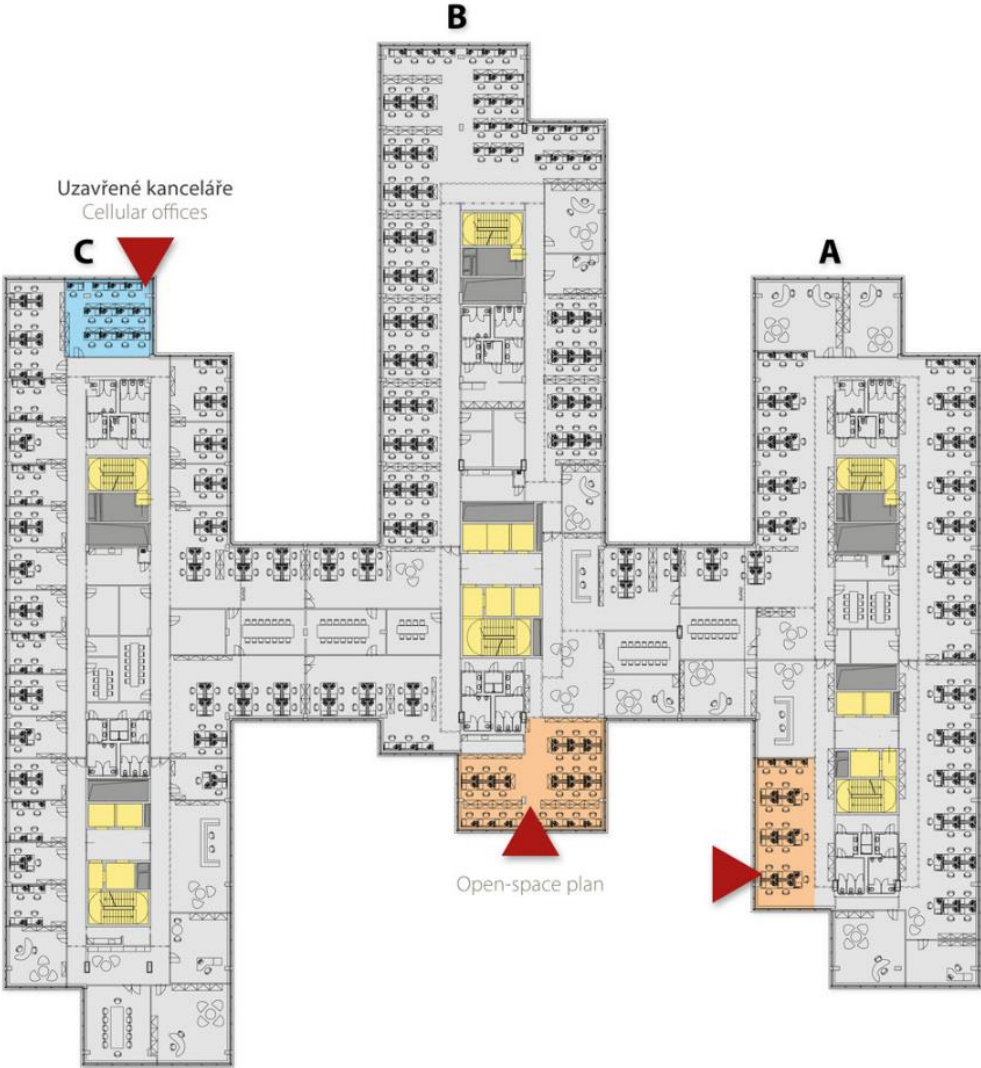 B
Uzavřené kanceláře
Cellular offices
C
A
Open-space plan